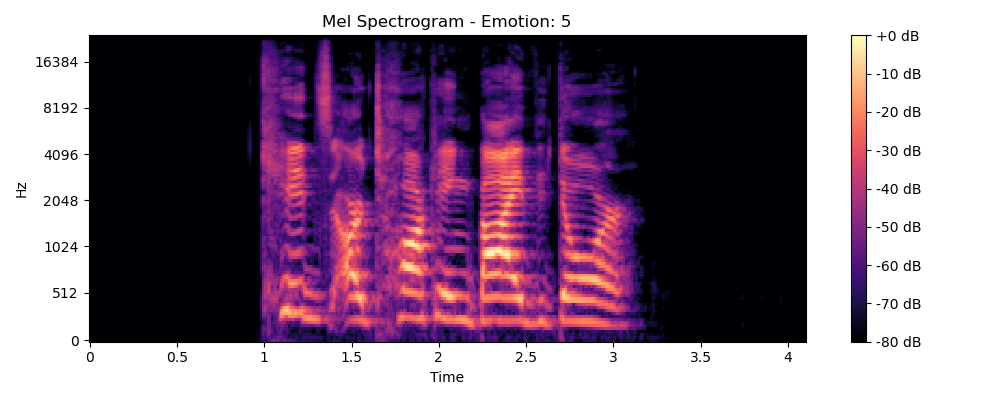 Mel Spectrogram - Emotion: 5
Hz
16384
8192
4096
2048
1024
512
0
0 0.5 1 1.5 2 2.5 3 3.5 4
Time
+0 dB
-10 dB
-20 dB
-30 dB
-40 dB
-50 dB
-60 dB
-70 dB
-80 dB